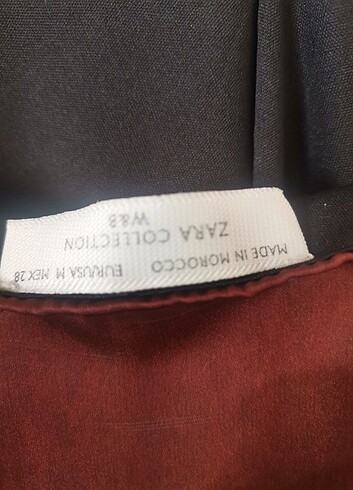 W&B
ZARA COLLECTION
MADE IN MOROCCO
EUR/USA M MEX 28